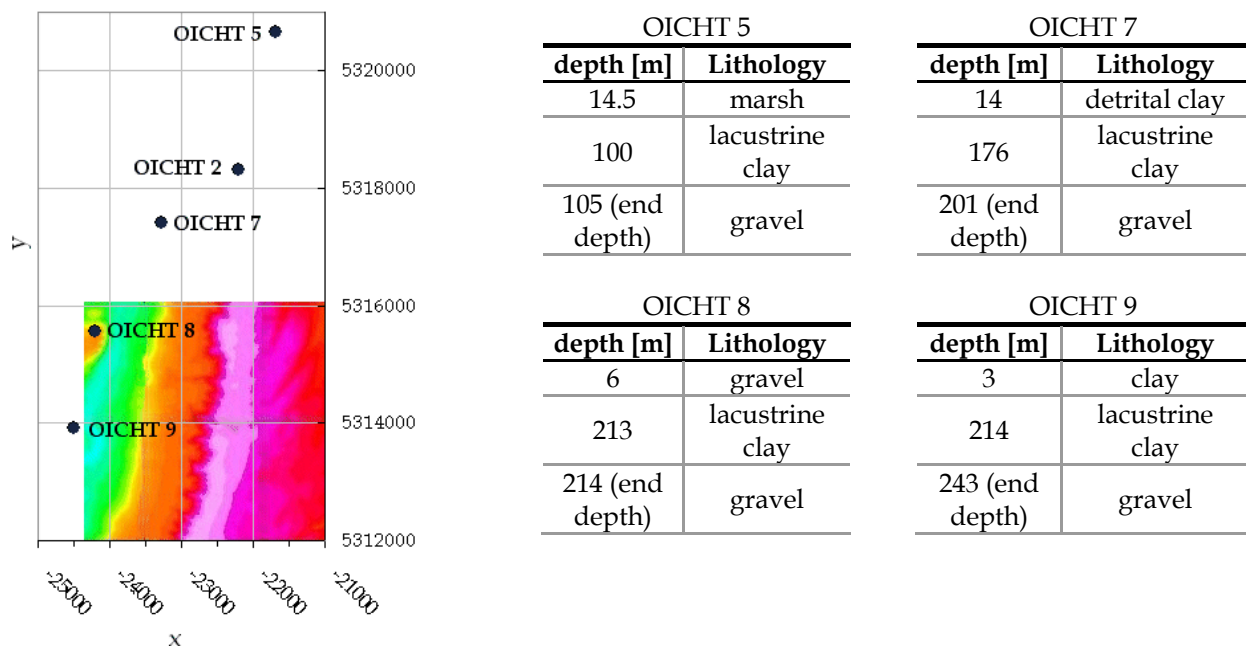 OICHT 5
OICHT 2
OICHT 7
OICHT 8
OICHT 9
5320000
5318000
5316000
5314000
5312000
y
-25000
-24000
-23000
-22000
-21000
x
OICHT 5
depth [m] Lithology
14.5 marsh
100 lacustrine
clay
105 (end
depth) gravel
OICHT 7
depth [m] Lithology
14 detrital clay
176 lacustrine
clay
201 (end
depth) gravel
OICHT 8
depth [m] Lithology
6 gravel
213 lacustrine
clay
214 (end
depth) gravel
OICHT 9
depth [m] Lithology
3 clay
214 lacustrine
clay
243 (end
depth) gravel